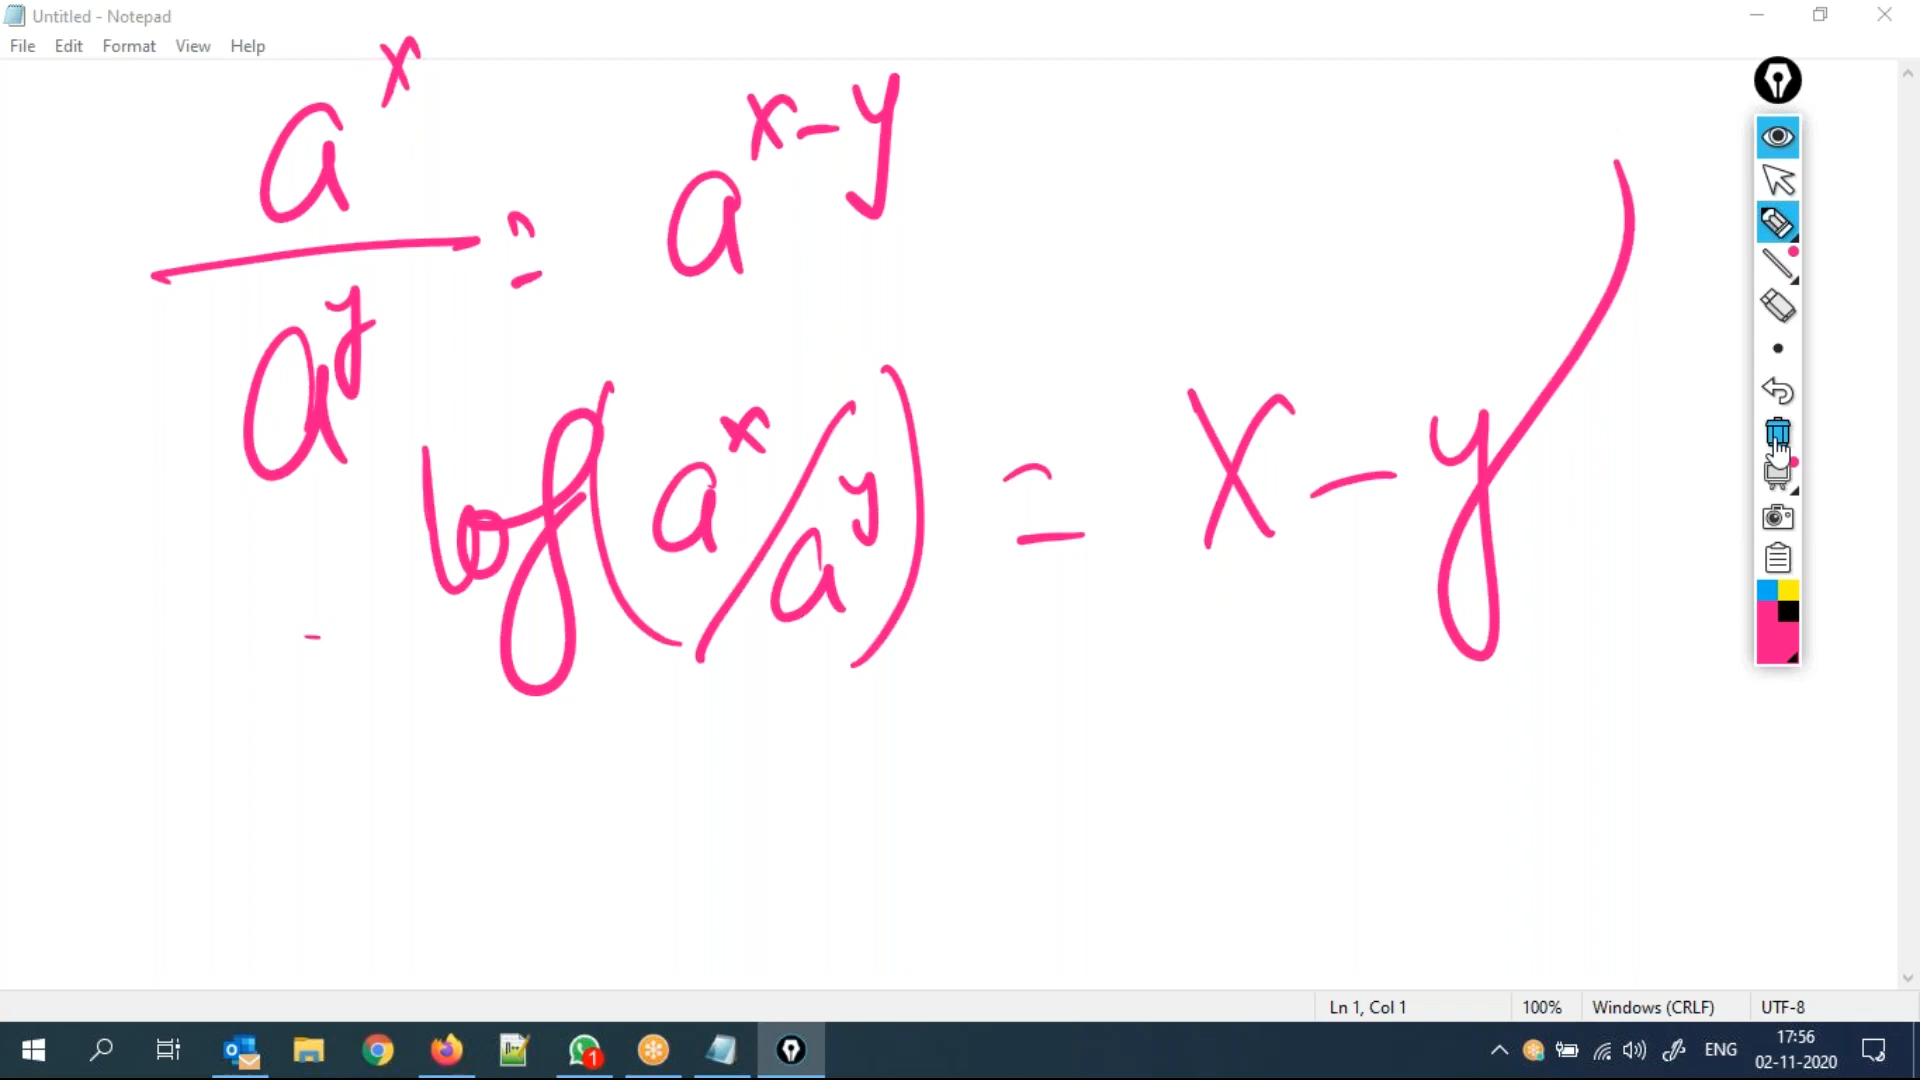 Untitled - Notepad
File Edit Format View Help
a^x / a^y = a^(x-y)
log(a^x/a^y) = x-y
Ln 1, Col 1 100% Windows (CRLF) UTF-8
1
ENG
17:56
02-11-2020